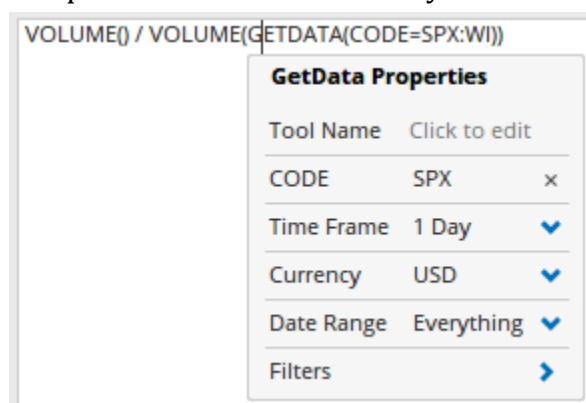 VOLUME() / VOLUME(GETDATA(CODE=SPX:WI))
GetData Properties
Tool Name Click to edit
CODE SPX ×
Time Frame 1 Day
Currency USD
Date Range Everything
Filters